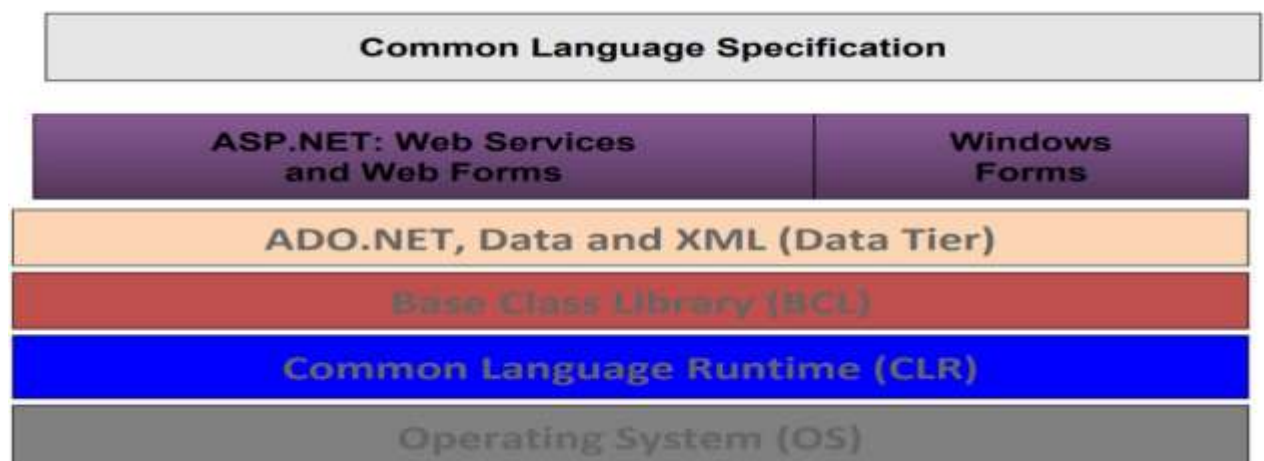 Common Language Specification
ASP.NET: Web Services
and Web Forms
Windows
Forms
ADO.NET, Data and XML (Data Tier)
Base Class Library (BCL)
Common Language Runtime (CLR)
Operating System (OS)